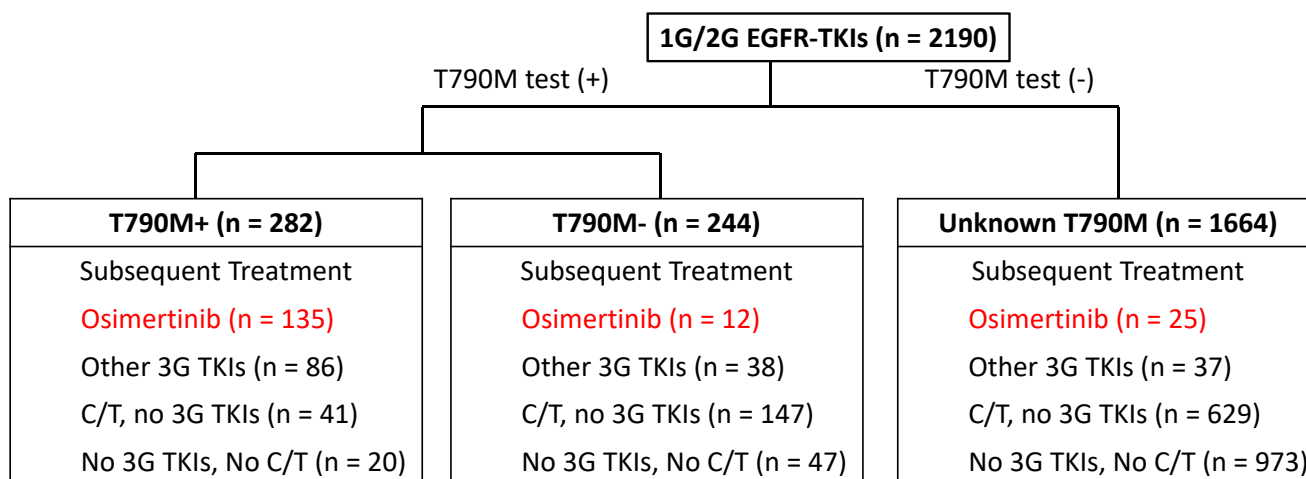 1G/2G EGFR-TKIs (n = 2190)
T790M test (+)
T790M test (-)
T790M+ (n = 282)
Subsequent Treatment
Osimertinib (n = 135)
Other 3G TKIs (n = 86)
C/T, no 3G TKIs (n = 41)
No 3G TKIs, No C/T (n = 20)
T790M- (n = 244)
Subsequent Treatment
Osimertinib (n = 12)
Other 3G TKIs (n = 38)
C/T, no 3G TKIs (n = 147)
No 3G TKIs, No C/T (n = 47)
Unknown T790M (n = 1664)
Subsequent Treatment
Osimertinib (n = 25)
Other 3G TKIs (n = 37)
C/T, no 3G TKIs (n = 629)
No 3G TKIs, No C/T (n = 973)